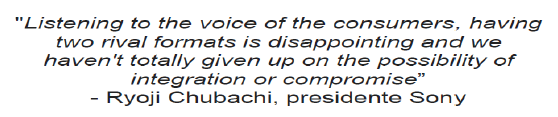 "Listening to the voice of the consumers, having
two rival formats is disappointing and we
haven't totally given up on the possibility of
integration or compromise”
- Ryoji Chubachi, presidente Sony